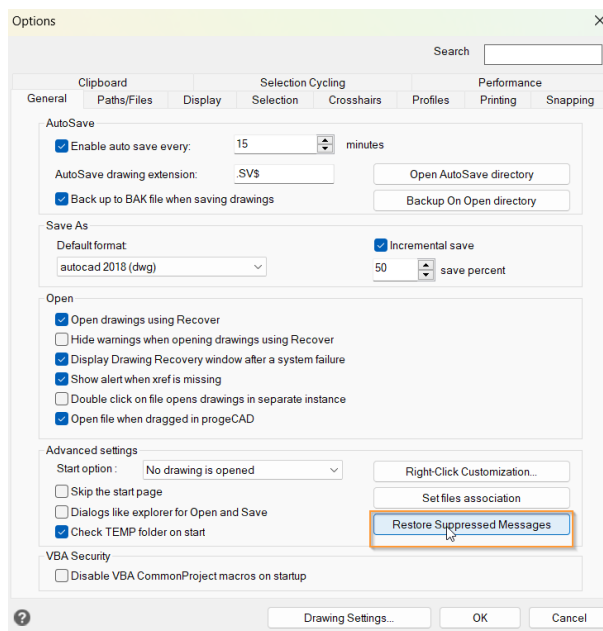 Options
Search
Clipboard Selection Cycling Performance
General Paths/Files Display Selection Crosshairs Profiles Printing Snapping
AutoSave
Enable auto save every: 15 minutes
AutoSave drawing extension: .SV$ Open AutoSave directory
Back up to BAK file when saving drawings Backup On Open directory
Save As
Default format: Incremental save
autocad 2018 (dwg) 50 save percent
Open
Open drawings using Recover
Hide warnings when opening drawings using Recover
Display Drawing Recovery window after a system failure
Show alert when xref is missing
Double click on file opens drawings in separate instance
Open file when dragged in progeCAD
Advanced settings
Start option : No drawing is opened Right-Click Customization...
Skip the start page Set files association
Dialogs like explorer for Open and Save
Check TEMP folder on start Restore Suppressed Messages
VBA Security
Disable VBA CommonProject macros on startup
? Drawing Settings... OK Cancel